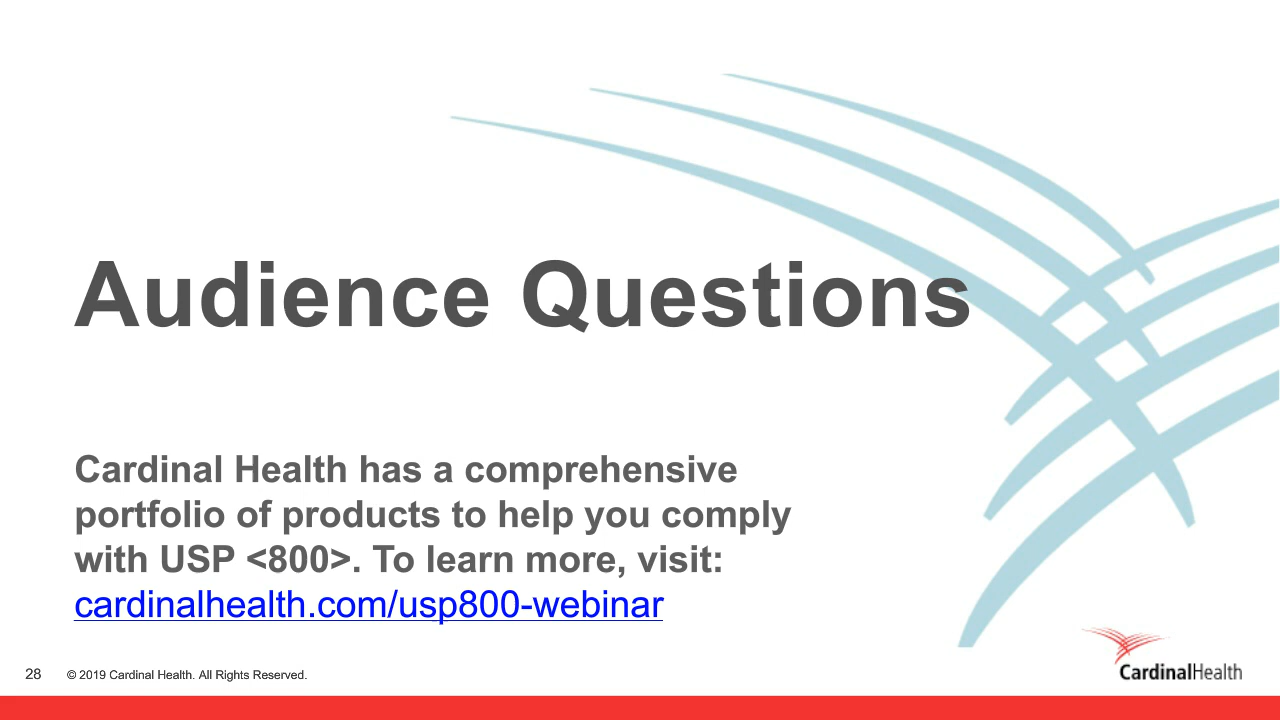 Audience Questions
Cardinal Health has a comprehensive
portfolio of products to help you comply
with USP <800>. To learn more, visit:
cardinalhealth.com/usp800-webinar
28 © 2019 Cardinal Health. All Rights Reserved.
CardinalHealth